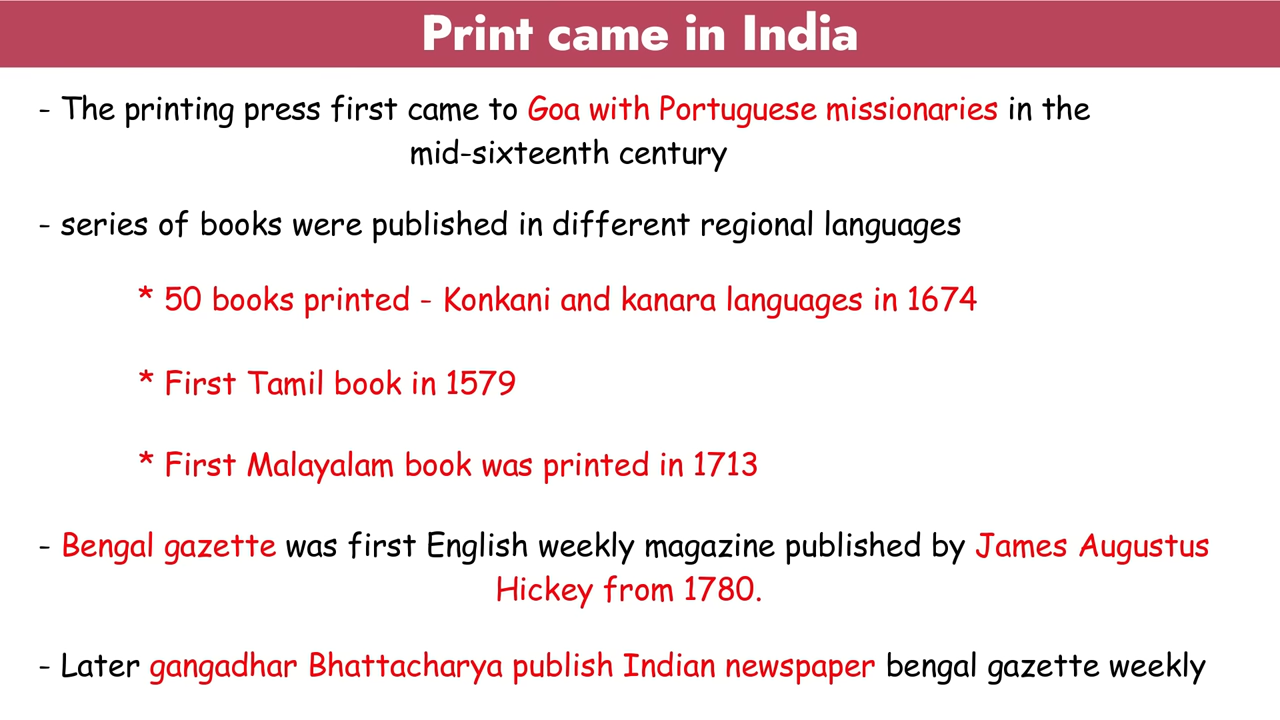 Print came in India
- The printing press first came to Goa with Portuguese missionaries in the
mid-sixteenth century
- series of books were published in different regional languages
* 50 books printed - Konkani and kanara languages in 1674
* First Tamil book in 1579
* First Malayalam book was printed in 1713
- Bengal gazette was first English weekly magazine published by James Augustus
Hickey from 1780.
- Later gangadhar Bhattacharya publish Indian newspaper bengal gazette weekly